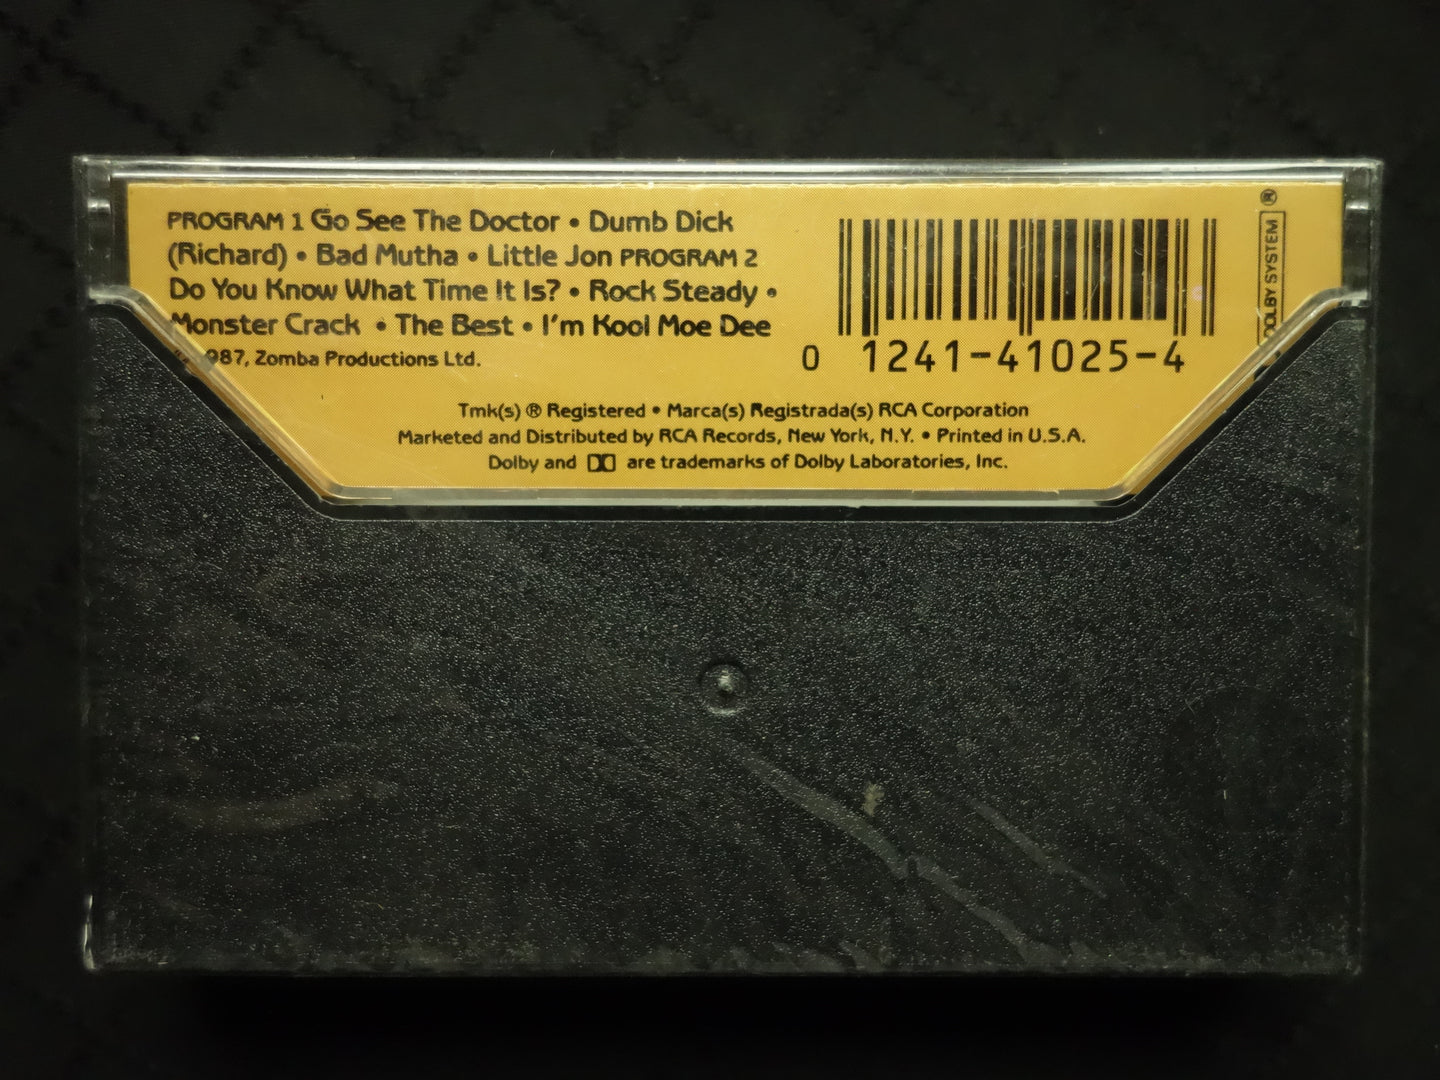 PROGRAM 1 Go See The Doctor • Dumb Dick
(Richard) • Bad Mutha • Little Jon PROGRAM 2
Do You Know What Time It Is? • Rock Steady •
Monster Crack • The Best • I'm Kool Moe Dee
987, Zomba Productions Ltd.
0 1241-41025-4
DOLBY SYSTEM ®
Tmk(s) ® Registered • Marca(s) Registrada(s) RCA Corporation
Marketed and Distributed by RCA Records, New York, N.Y. • Printed in U.S.A.
Dolby and are trademarks of Dolby Laboratories, Inc.